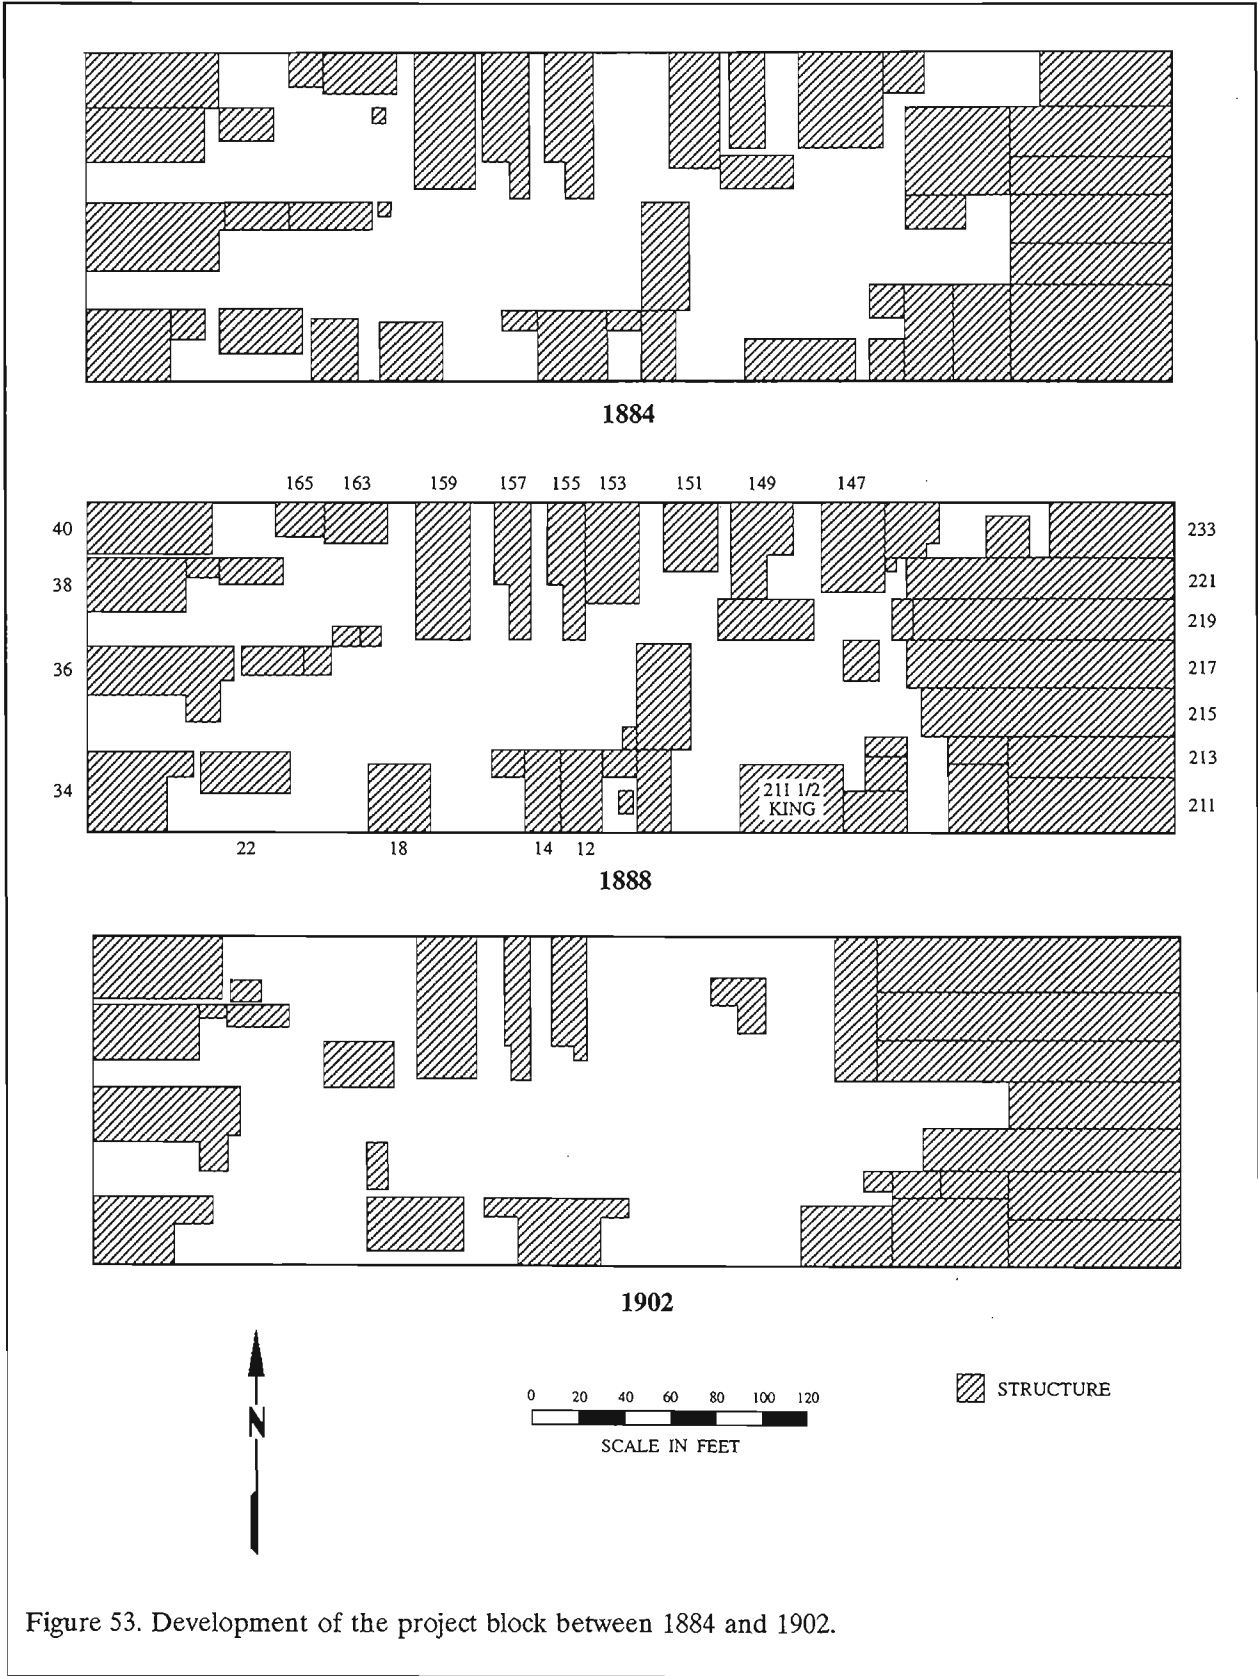 1884
165 163 159 157 155 153 151 149 147
40 233
38 221
219
36 217
215
213
34 211 1/2 211
KING
22 18 14 12
1888
1902
N
0 20 40 60 80 100 120
SCALE IN FEET
STRUCTURE
Figure 53. Development of the project block between 1884 and 1902.